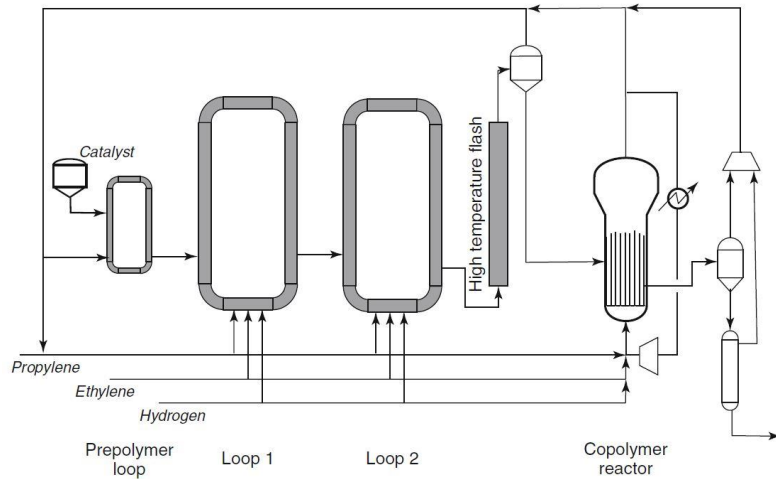 Catalyst
High temperature flash
Propylene
Ethylene
Hydrogen
Prepolymer
loop
Loop 1
Loop 2
Copolymer
reactor